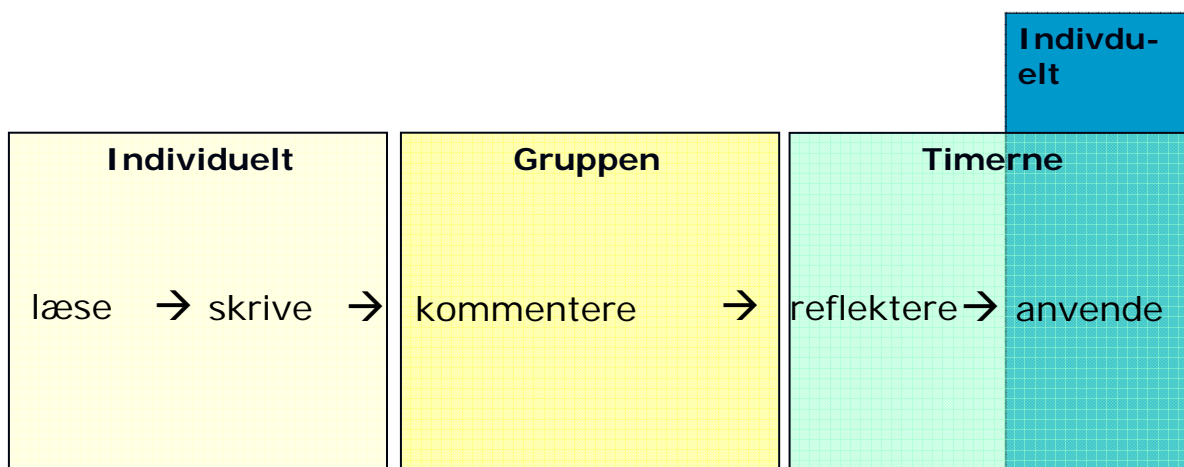 Indivdu-
elt
Individuelt Gruppen Timerne
læse → skrive → kommentere → reflektere → anvende